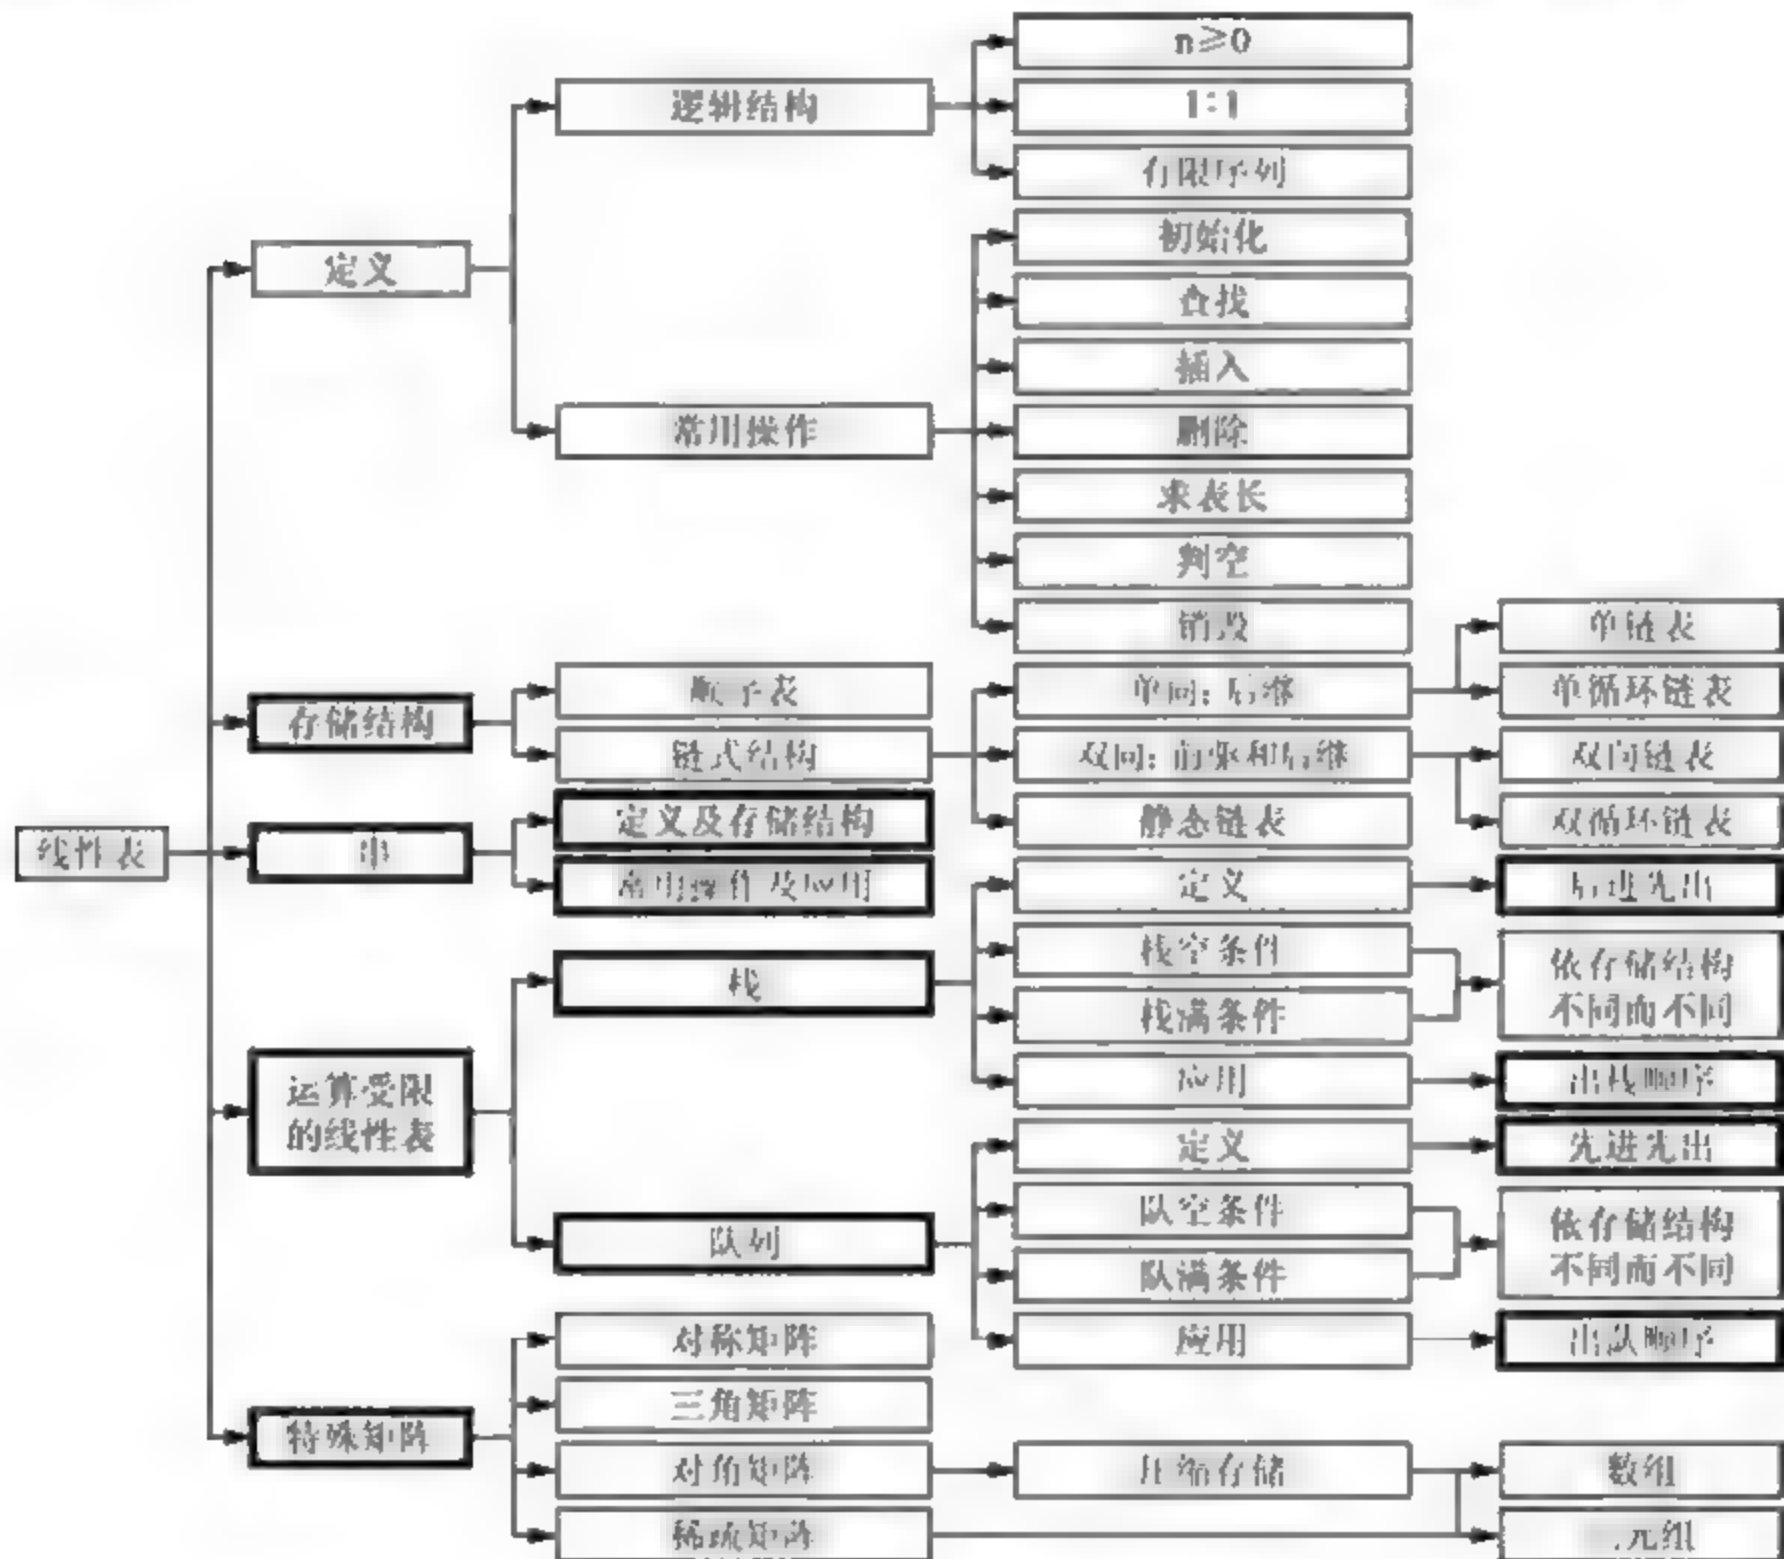 n≥0
逻辑结构
1:1
有限序列
初始化
定义
查找
插入
常用操作
删除
求表长
判空
销毁
单链表
存储结构
顺序表
单向：后继
单循环链表
链式结构
双向：前驱和后继
双向链表
线性表
串
定义及存储结构
静态链表
双循环链表
常用操作及应用
定义
后进先出
栈
栈空条件
栈满条件
依存储结构
不同而不同
应用
出栈顺序
运算受限
的线性表
定义
先进先出
队列
队空条件
队满条件
依存储结构
不同而不同
应用
出队顺序
特殊矩阵
对称矩阵
三角矩阵
对角矩阵
压缩存储
数组
稀疏矩阵
元组